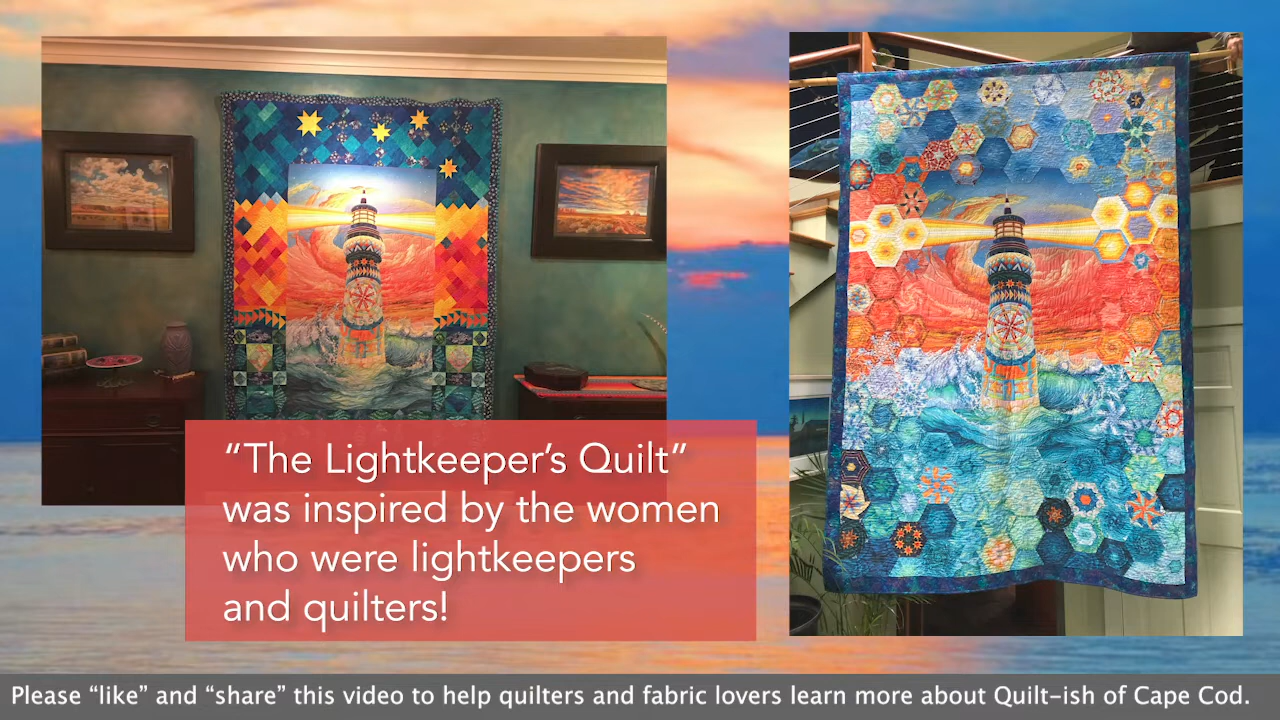 “The Lightkeeper’s Quilt”
was inspired by the women
who were lightkeepers
and quilters!
Please “like” and “share” this video to help quilters and fabric lovers learn more about Quilt-ish of Cape Cod.